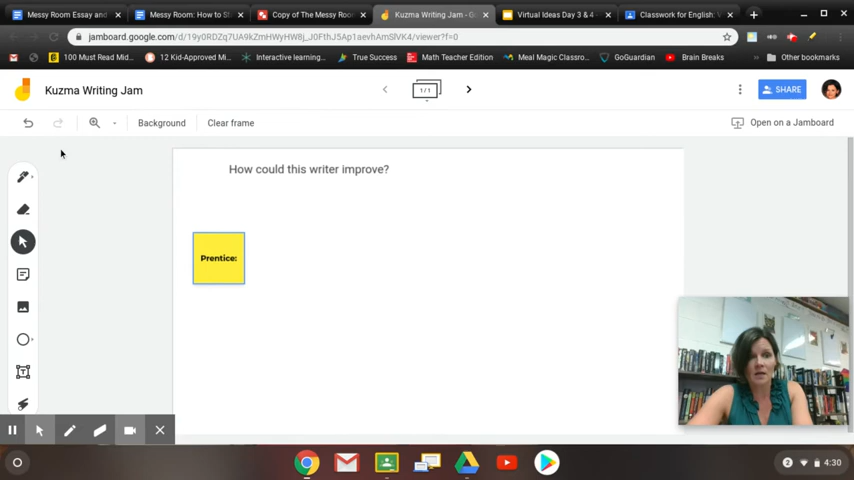 Messy Room Essay and
Messy Room: How to St
Copy of The Messy Roo
Kuzma Writing Jam - G
Virtual Ideas Day 3 & 4 -
Classwork for English: V
jamboard.google.com/d/19yoRDZq7UA9kZmHWyHW8j_J0FthJ5Ap1aevhAmSlVK4/viewer?f=0
100 Must Read Mid...
12 Kid-Approved Mi...
Interactive learning...
True Success
Math Teacher Edition
Meal Magic Classro...
GoGuardian
Brain Breaks
Other bookmarks
Kuzma Writing Jam
1/1
SHARE
Background
Clear frame
Open on a Jamboard
How could this writer improve?
Prentice:
2
4:30